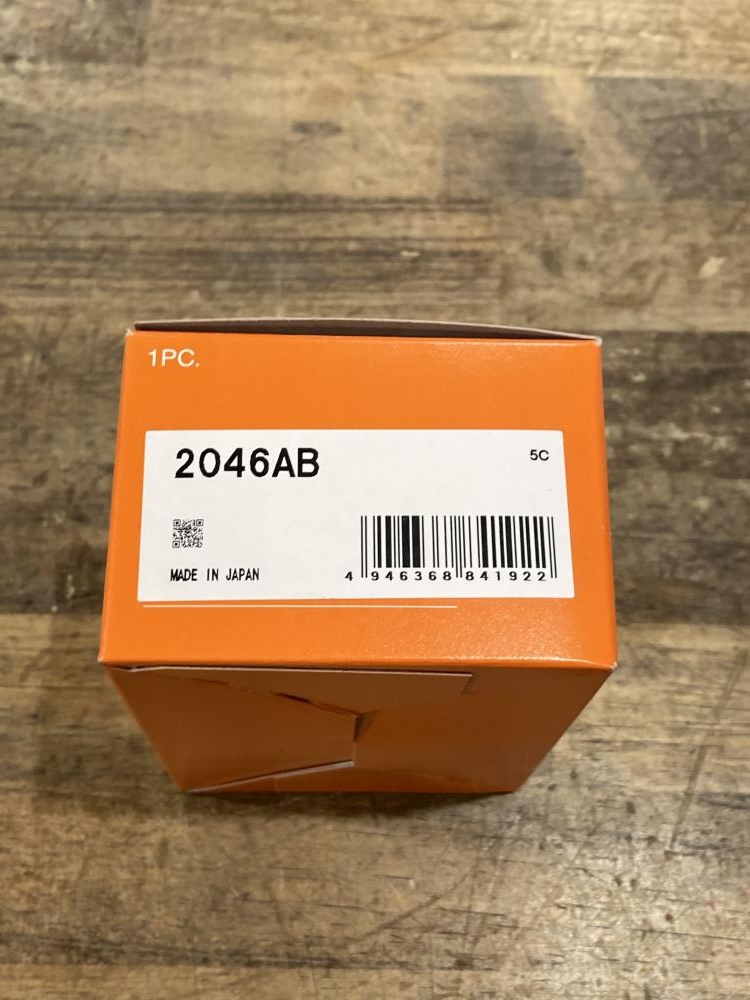 1PC.
2046AB
5C
MADE IN JAPAN
4 946368 841922